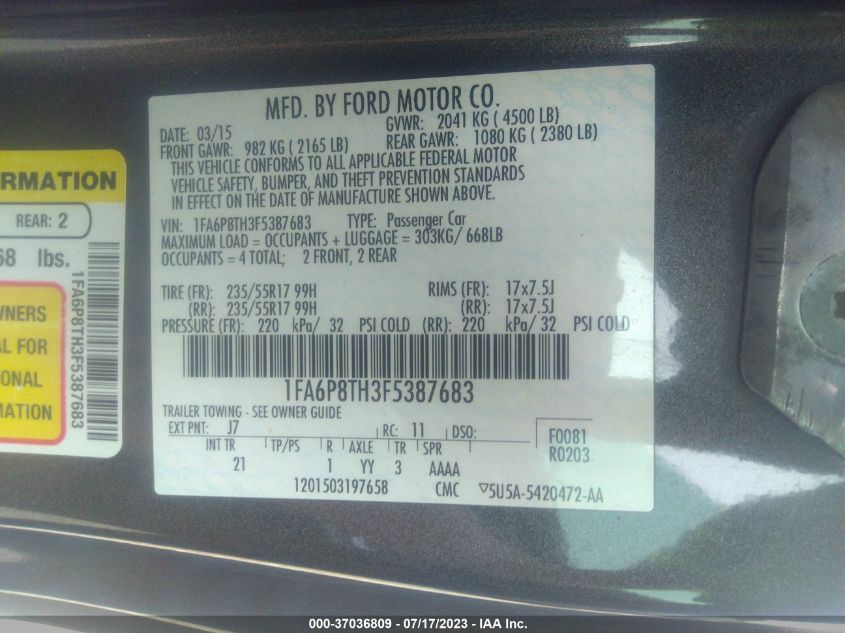 MFD. BY FORD MOTOR CO.
DATE: 03/15 GVWR: 2041 KG ( 4500 LB)
FRONT GAWR: 982 KG ( 2165 LB) REAR GAWR: 1080 KG ( 2380 LB)
THIS VEHICLE CONFORMS TO ALL APPLICABLE FEDERAL MOTOR
VEHICLE SAFETY, BUMPER, AND THEFT PREVENTION STANDARDS
IN EFFECT ON THE DATE OF MANUFACTURE SHOWN ABOVE.
VIN: 1FA6P8TH3F5387683 TYPE: Passenger Car
MAXIMUM LOAD = OCCUPANTS + LUGGAGE = 303KG/ 668LB
OCCUPANTS = 4 TOTAL; 2 FRONT, 2 REAR
TIRE (FR): 235/55R17 99H RIMS (FR): 17x7.5J
(RR): 235/55R17 99H (RR): 17x7.5J
PRESSURE (FR): 220 kPa/ 32 PSI COLD (RR): 220 kPa/ 32 PSI COLD
1FA6P8TH3F5387683
TRAILER TOWING - SEE OWNER GUIDE
EXT PNT: J7 RC: 11 DSO:
F0081
R0203
INT TR TP/PS R AXLE TR SPR
21 1 YY 3 AAAA
1201503197658 CMC ▽5U5A-5420472-AA
RMATION
REAR: 2
68 lbs.
WNERS
AL FOR
IONAL
MATION
1FA6P8TH3F5387683
000-37036809 / 07/17/2023 - IAA Inc.